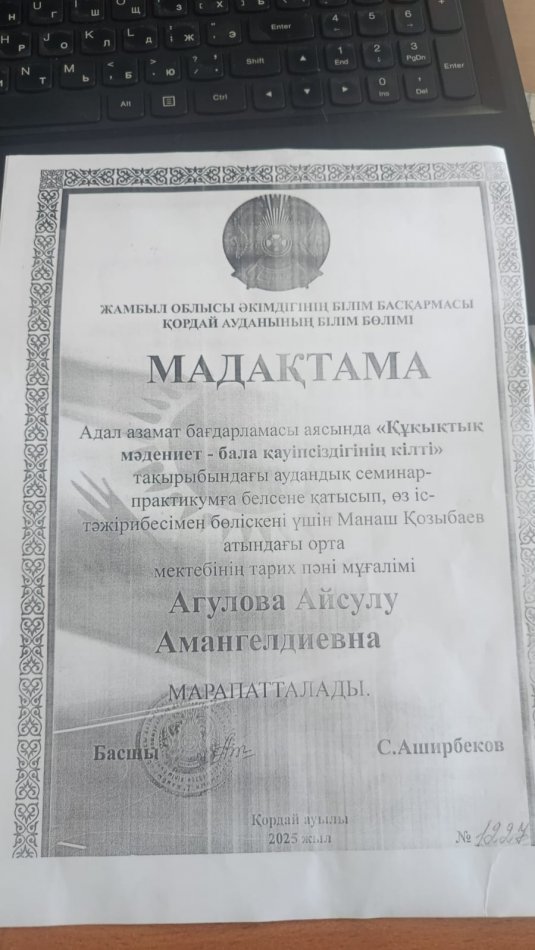 ЖАМБЫЛ ОБЛЫСЫ ӘКІМДІГІНІҢ БІЛІМ БАСҚАРМАСЫ
ҚОРДАЙ АУДАНЫНЫҢ БІЛІМ БӨЛІМІ
МАДАҚТАМА
Адал азамат бағдарламасы аясында «Құқықтық
мәдениет - бала қауіпсіздігінің кілті»
тақырыбындағы аудандық семинар-
практикумға белсене қатысып, өз іс-
тәжірибесімен бөліскені үшін Манаш Қозыбаев
атындағы орта
мектебінің тарих пәні мұғалімі
Агулова Айсулу
Амангелдиевна
МАРАПАТТАЛАДЫ.
Басшы С.Аширбеков
Қордай ауылы
2025 жыл
№ 1227